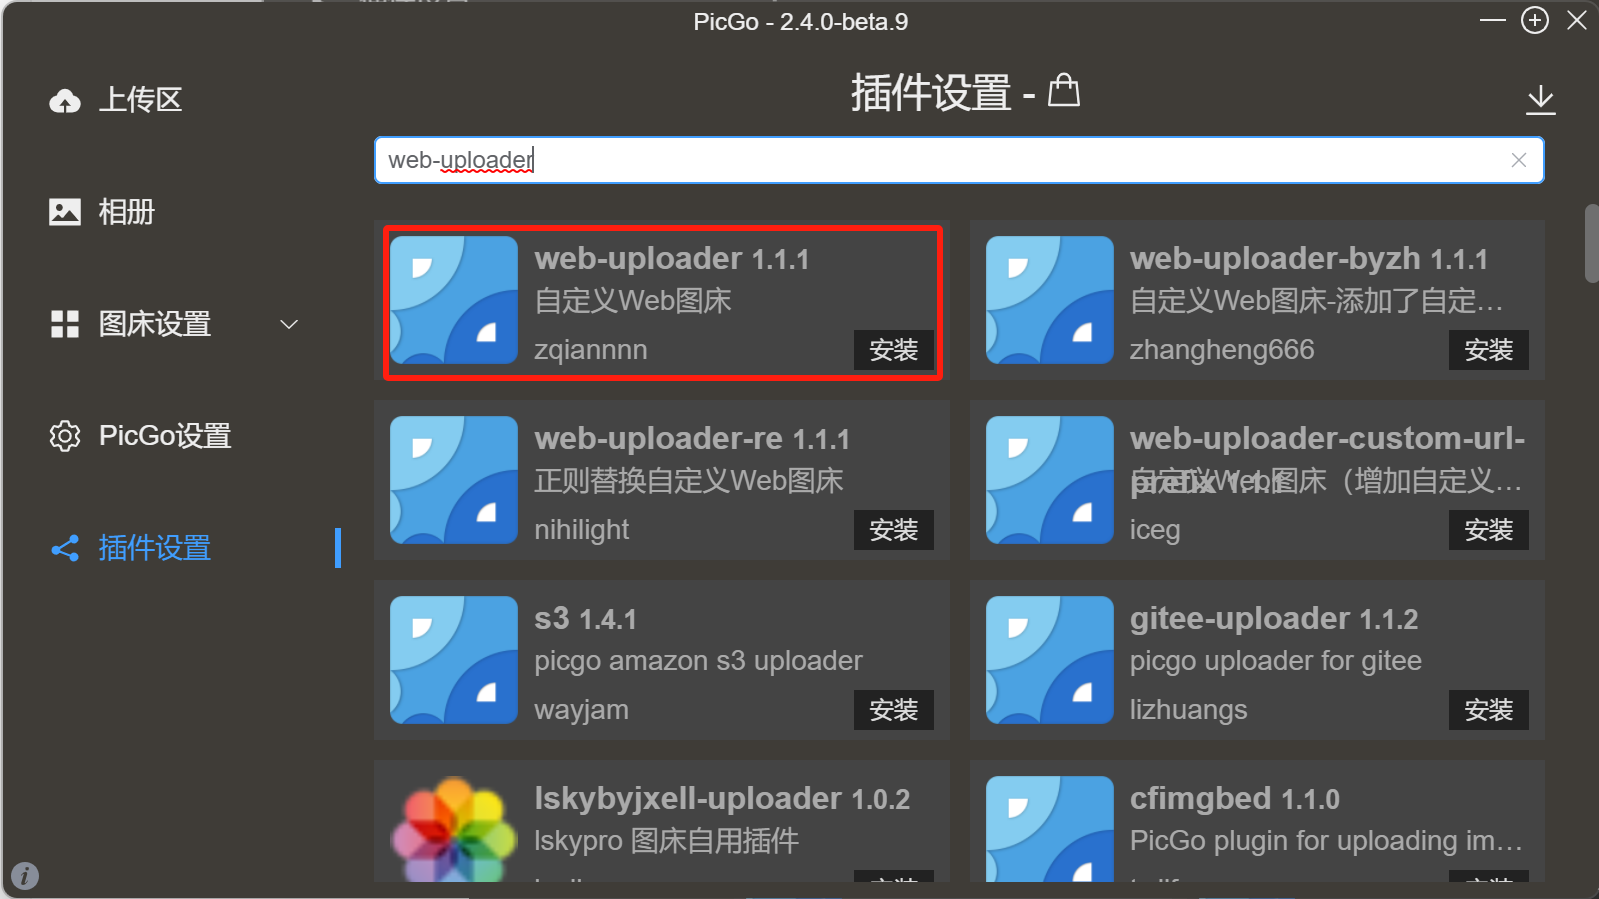 PicGo - 2.4.0-beta.9
上传区
相册
图床设置
PicGo设置
插件设置
插件设置 -
web-uploader
web-uploader 1.1.1
自定义Web图床
zqiannnn
安装
web-uploader-byzh 1.1.1
自定义Web图床-添加了自定…
zhangheng666
安装
web-uploader-re 1.1.1
正则替换自定义Web图床
nihilight
安装
web-uploader-custom-url-
prefix 1.1.1
自定义Web图床（增加自定义…
iceg
安装
s3 1.4.1
picgo amazon s3 uploader
wayjam
安装
gitee-uploader 1.1.2
picgo uploader for gitee
lizhuangs
安装
lskybyjxell-uploader 1.0.2
lskypro 图床自用插件
安装
cfimgbed 1.1.0
PicGo plugin for uploading im…
安装